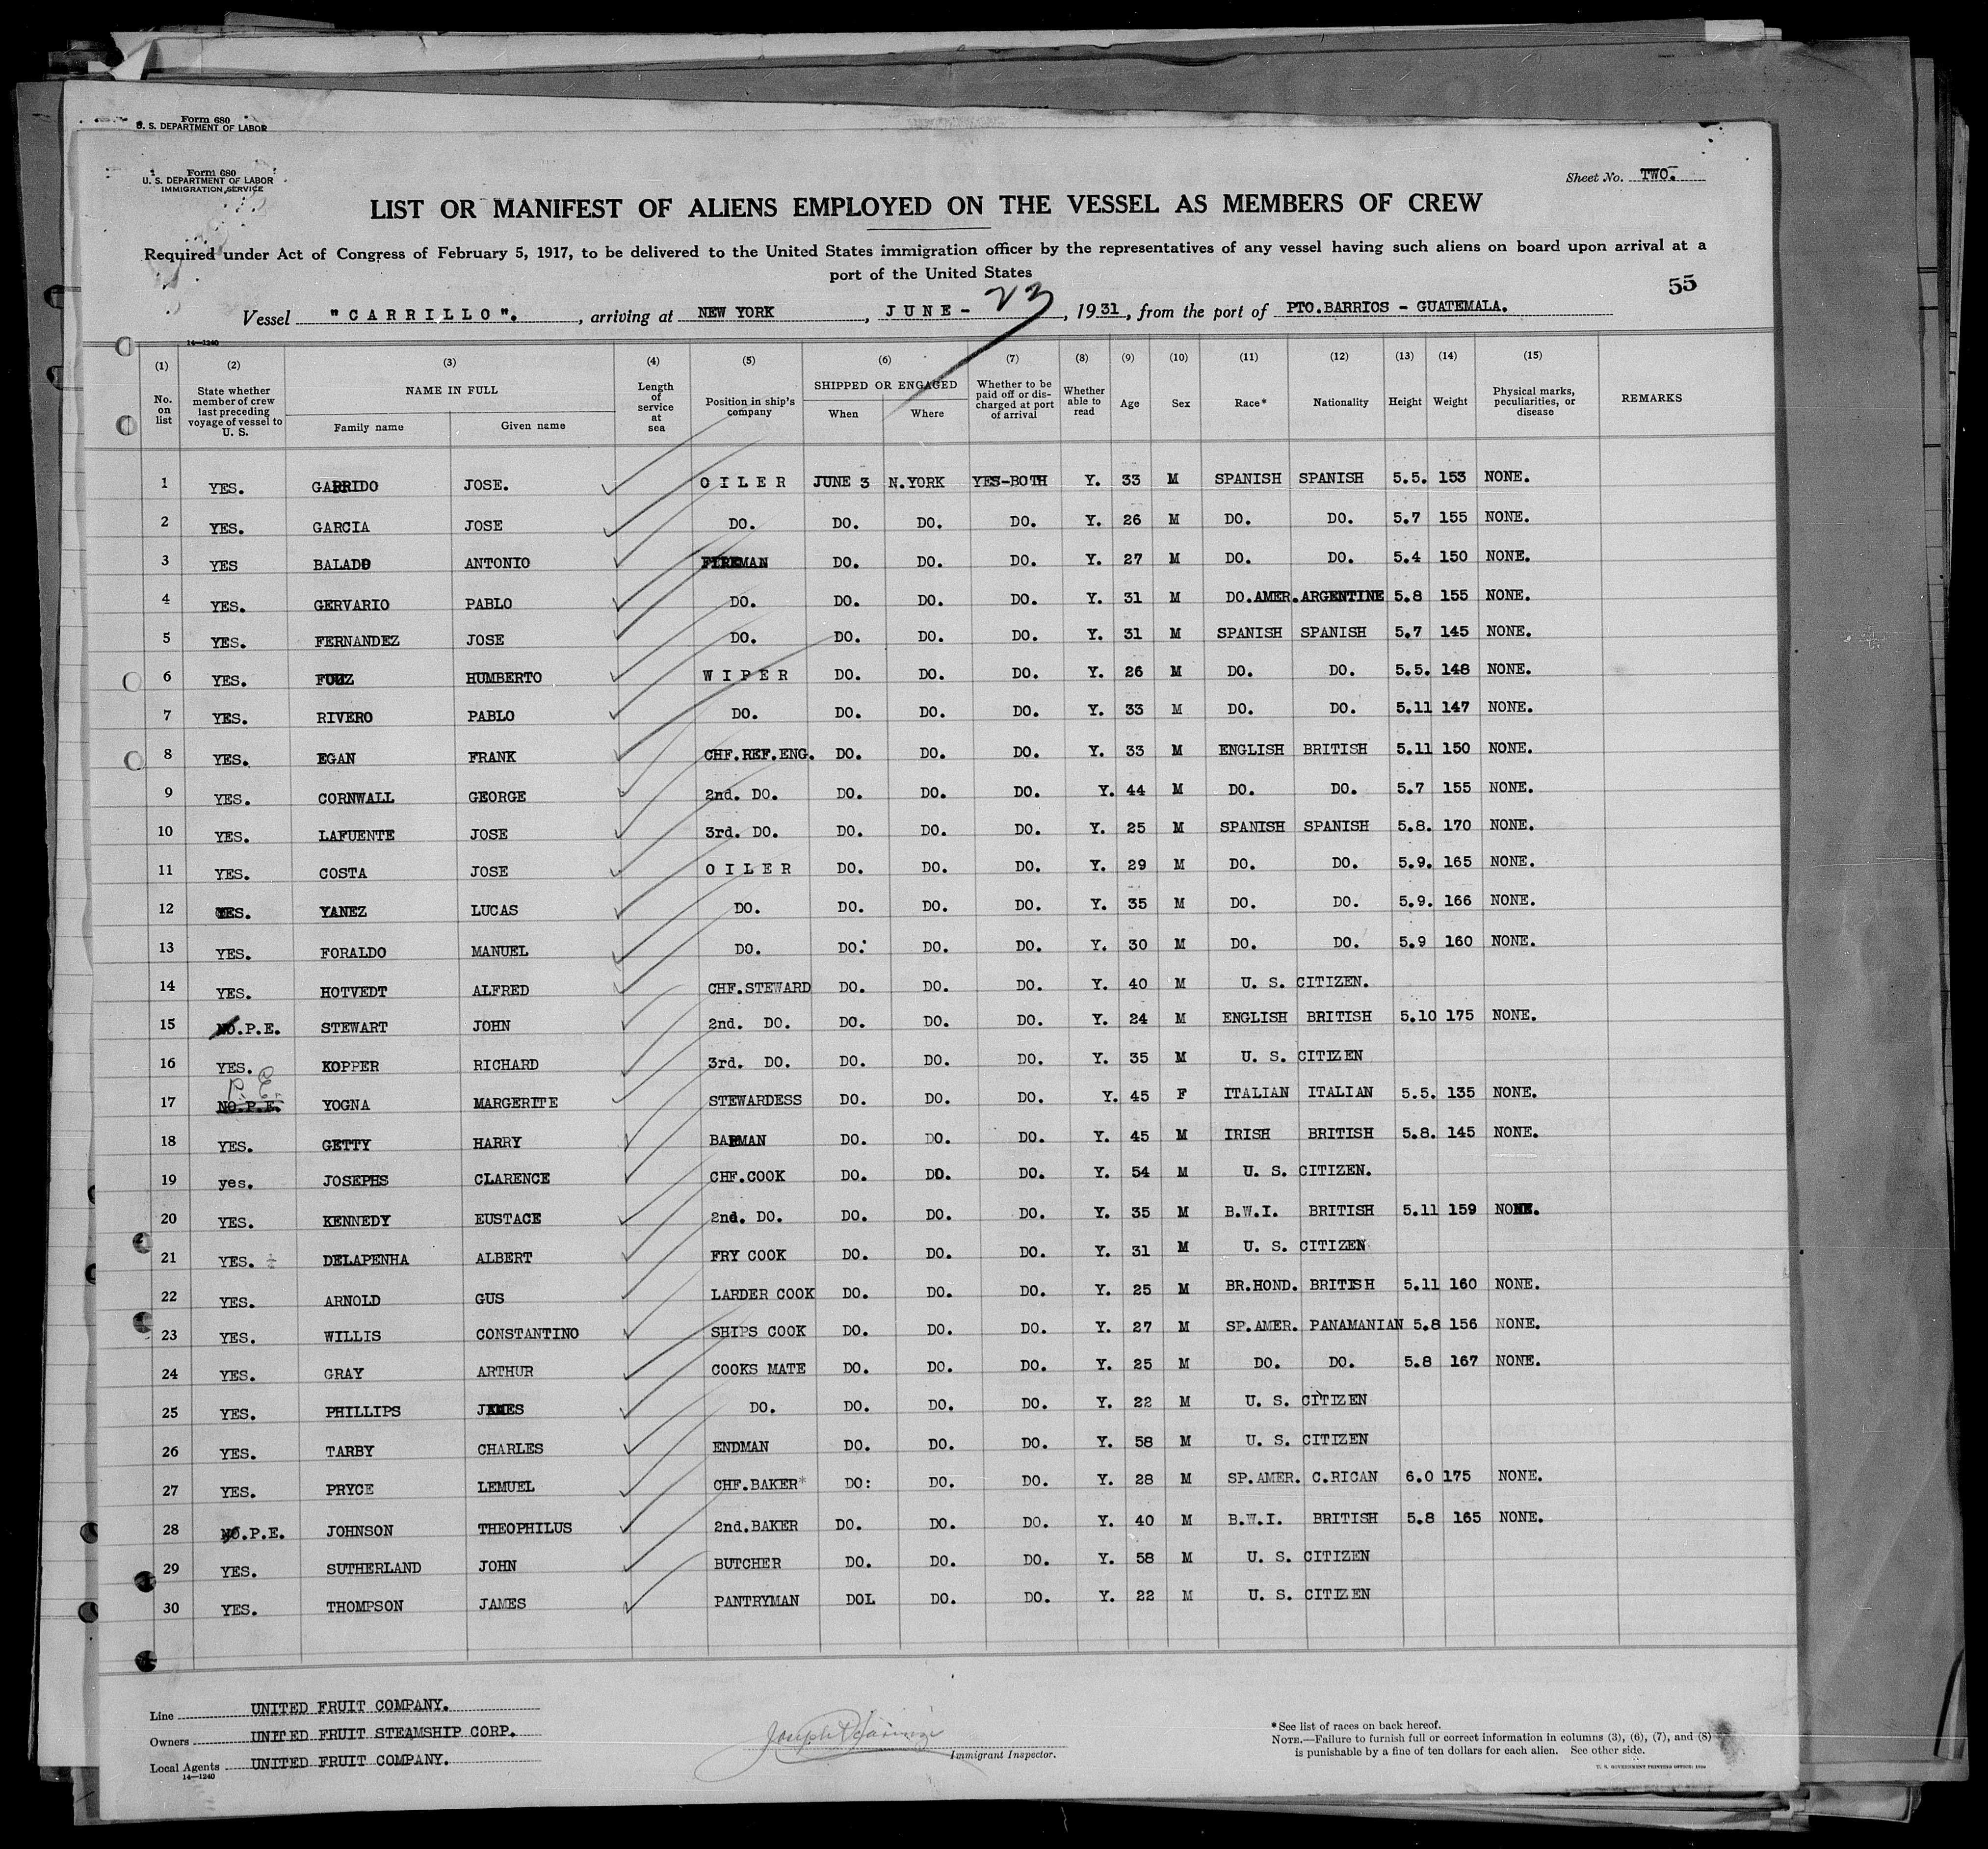 Form 680
U. S. DEPARTMENT OF LABOR
Form 680
U. S. DEPARTMENT OF LABOR
IMMIGRATION SERVICE
Sheet No. TWO.
LIST OR MANIFEST OF ALIENS EMPLOYED ON THE VESSEL AS MEMBERS OF CREW
Required under Act of Congress of February 5, 1917, to be delivered to the United States immigration officer by the representatives of any vessel having such aliens on board upon arrival at a
port of the United States
55
Vessel "CARRILLO". , arriving at NEW YORK , JUNE - 23 , 1931, from the port of PTO.BARRIOS - GUATEMALA.
14-1240
(1) (2) (3) (4) (5) (6) (7) (8) (9) (10) (11) (12) (13) (14) (15)
No. on list State whether member of crew last preceding voyage of vessel to U. S. NAME IN FULL Family name Given name Length of service at sea Position in ship's company SHIPPED OR ENGAGED When Where Whether to be paid off or discharged at port of arrival Whether able to read Age Sex Race* Nationality Height Weight Physical marks, peculiarities, or disease REMARKS
1 YES. GARRIDO JOSE. OILER JUNE 3 N.YORK YES-BOTH Y. 33 M SPANISH SPANISH 5.5. 153 NONE.
2 YES. GARCIA JOSE DO. DO. DO. DO. Y. 26 M DO. DO. 5.7 155 NONE.
3 YES BALADO ANTONIO FIREMAN DO. DO. DO. Y. 27 M DO. DO. 5.4 150 NONE.
4 YES. GERVARIO PABLO DO. DO. DO. DO. Y. 31 M DO.AMER. ARGENTINE 5.8 155 NONE.
5 YES. FERNANDEZ JOSE DO. DO. DO. DO. Y. 31 M SPANISH SPANISH 5.7 145 NONE.
6 YES. HUMBERTO WIPER DO. DO. DO. Y. 26 M DO. DO. 5.5. 148 NONE.
7 YES. RIVERO PABLO DO. DO. DO. DO. Y. 33 M DO. DO. 5.11 147 NONE.
8 YES. EGAN FRANK CHF.REF.ENG. DO. DO. DO. Y. 33 M ENGLISH BRITISH 5.11 150 NONE.
9 YES. CORNWALL GEORGE 2nd. DO. DO. DO. DO. Y. 44 M DO. DO. 5.7 155 NONE.
10 YES. LAFUENTE JOSE 3rd. DO. DO. DO. DO. Y. 25 M SPANISH SPANISH 5.8. 170 NONE.
11 YES. COSTA JOSE OILER DO. DO. DO. Y. 29 M DO. DO. 5.9. 165 NONE.
12 YES. YANEZ LUCAS DO. DO. DO. DO. Y. 35 M DO. DO. 5.9. 166 NONE.
13 YES. FORALDO MANUEL DO. DO. DO. DO. Y. 30 M DO. DO. 5.9 160 NONE.
14 YES. HOTVEDT ALFRED CHF.STEWARD DO. DO. DO. Y. 40 M U. S. CITIZEN.
15 NO.P.E. STEWART JOHN 2nd. DO. DO. DO. DO. Y. 24 M ENGLISH BRITISH 5.10 175 NONE.
16 YES. KOPPER RICHARD 3rd. DO. DO. DO. DO. Y. 35 M U. S. CITIZEN
P. E.
17 NO.P.E. YOGNA MARGERITE STEWARDESS DO. DO. DO. Y. 45 F ITALIAN ITALIAN 5.5. 135 NONE.
18 YES. GETTY HARRY BARMAN DO. DO. DO. Y. 45 M IRISH BRITISH 5.8. 145 NONE.
19 yes. JOSEPHS CLARENCE CHF.COOK DO. DO. DO. Y. 54 M U. S. CITIZEN.
20 YES. KENNEDY EUSTACE 2nd. DO. DO. DO. DO. Y. 35 M B.W.I. BRITISH 5.11 159 NONE.
21 YES. DELAPENHA ALBERT FRY COOK DO. DO. DO. Y. 31 M U. S. CITIZEN
22 YES. ARNOLD GUS LARDER COOK DO. DO. DO. Y. 25 M BR.HOND. BRITISH 5.11 160 NONE.
23 YES. WILLIS CONSTANTINO SHIPS COOK DO. DO. DO. Y. 27 M SP.AMER. PANAMANIAN 5.8 156 NONE.
24 YES. GRAY ARTHUR COOKS MATE DO. DO. DO. Y. 25 M DO. DO. 5.8 167 NONE.
25 YES. PHILLIPS JAMES DO. DO. DO. DO. Y. 22 M U. S. CITIZEN
26 YES. TARBY CHARLES ENDMAN DO. DO. DO. Y. 58 M U. S. CITIZEN
27 YES. PRYCE LEMUEL CHF.BAKER* DO: DO. DO. Y. 28 M SP.AMER. C.RICAN 6.0 175 NONE.
28 NO.P.E. JOHNSON THEOPHILUS 2nd.BAKER DO. DO. DO. Y. 40 M B.W.I. BRITISH 5.8 165 NONE.
29 YES. SUTHERLAND JOHN BUTCHER DO. DO. DO. Y. 58 M U. S. CITIZEN
30 YES. THOMPSON JAMES PANTRYMAN DOL DO. DO. Y. 22 M U. S. CITIZEN
Line UNITED FRUIT COMPANY.
Owners UNITED FRUIT STEAMSHIP CORP.
Local Agents UNITED FRUIT COMPANY.
14-1240
Joseph
Immigrant Inspector.
*See list of races on back hereof.
NOTE.—Failure to furnish full or correct information in columns (3), (6), (7), and (8)
is punishable by a fine of ten dollars for each alien. See other side.
U. S. GOVERNMENT PRINTING OFFICE: